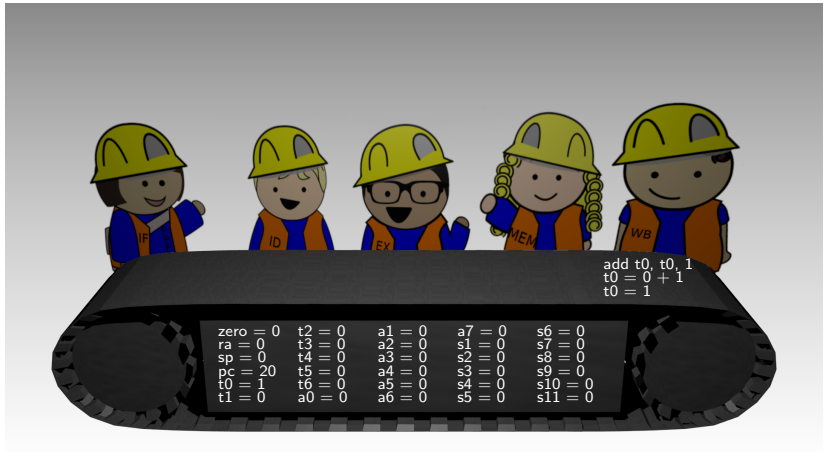 IF
ID
EX
MEM
WB
add t0, t0, 1
t0 = 0 + 1
t0 = 1
zero = 0 t2 = 0 a1 = 0 a7 = 0 s6 = 0
ra = 0 t3 = 0 a2 = 0 s1 = 0 s7 = 0
sp = 0 t4 = 0 a3 = 0 s2 = 0 s8 = 0
pc = 20 t5 = 0 a4 = 0 s3 = 0 s9 = 0
t0 = 1 t6 = 0 a5 = 0 s4 = 0 s10 = 0
t1 = 0 a0 = 0 a6 = 0 s5 = 0 s11 = 0